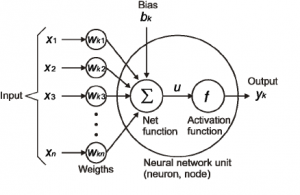 Bias
bk
x1 wk1
x2 wk2
Input x3 wk3 Σ u f Output yk
Net function
Activation function
xn wkn
Weigths
Neural network unit
(neuron, node)